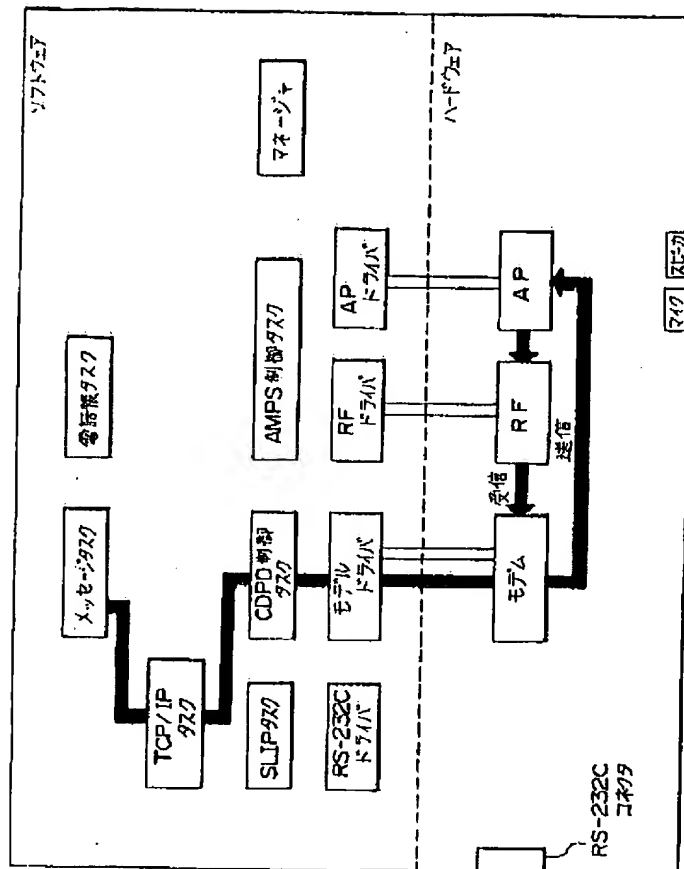 ソフトウェア
メッセージタスク
電話帳タスク
TCP/IP
タスク
SLIPタスク
CDPD制御
タスク
AMPS制御タスク
マネージャ
RS-232C
ドライバ
モデル
ドライバ
RF
ドライバ
AP
ドライバ
ハードウェア
モデム
受信
RF
AP
送信
RS-232C
コネクタ
マイク
スピーカ